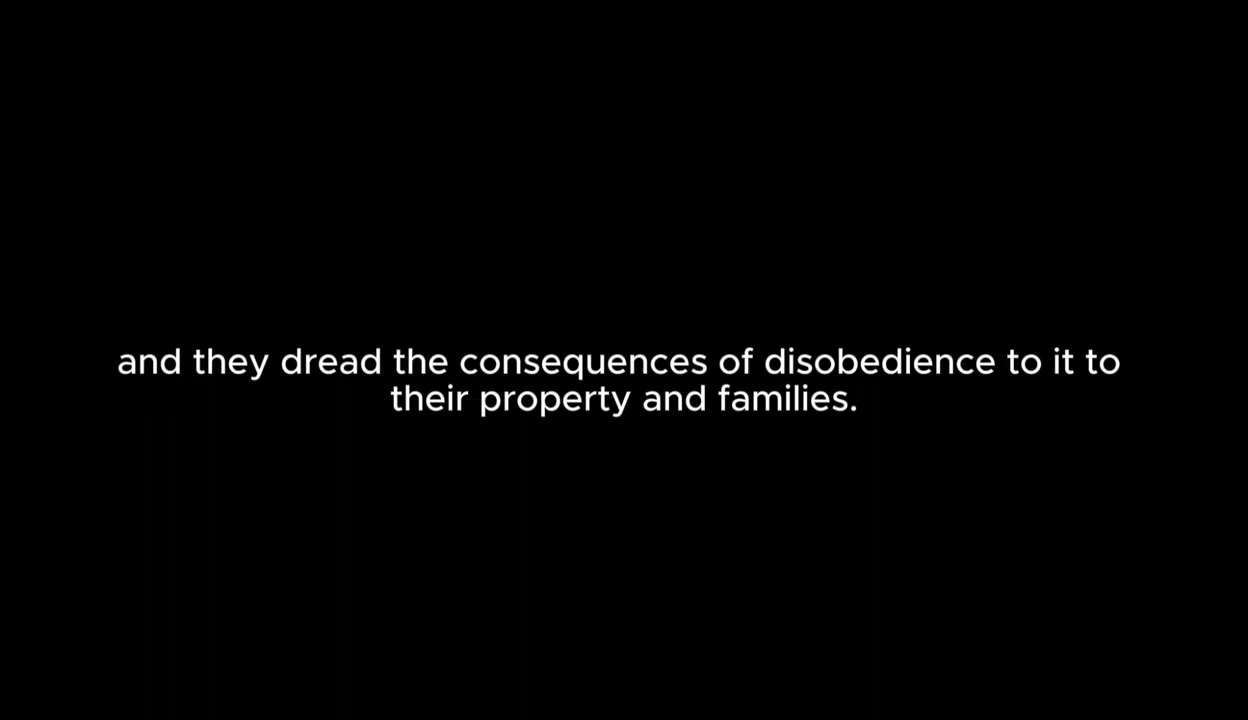 and they dread the consequences of disobedience to it to
their property and families.